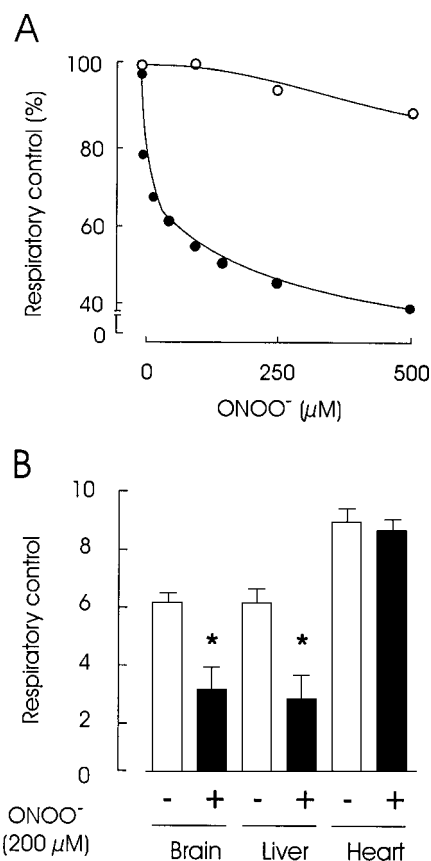 A
Respiratory control (%)
100
80
60
40
0
0 250 500
ONOO⁻ (μM)
B
Respiratory control
10
8
6
4
2
0
* *
ONOO⁻
(200 μM)
- + - + - +
Brain Liver Heart